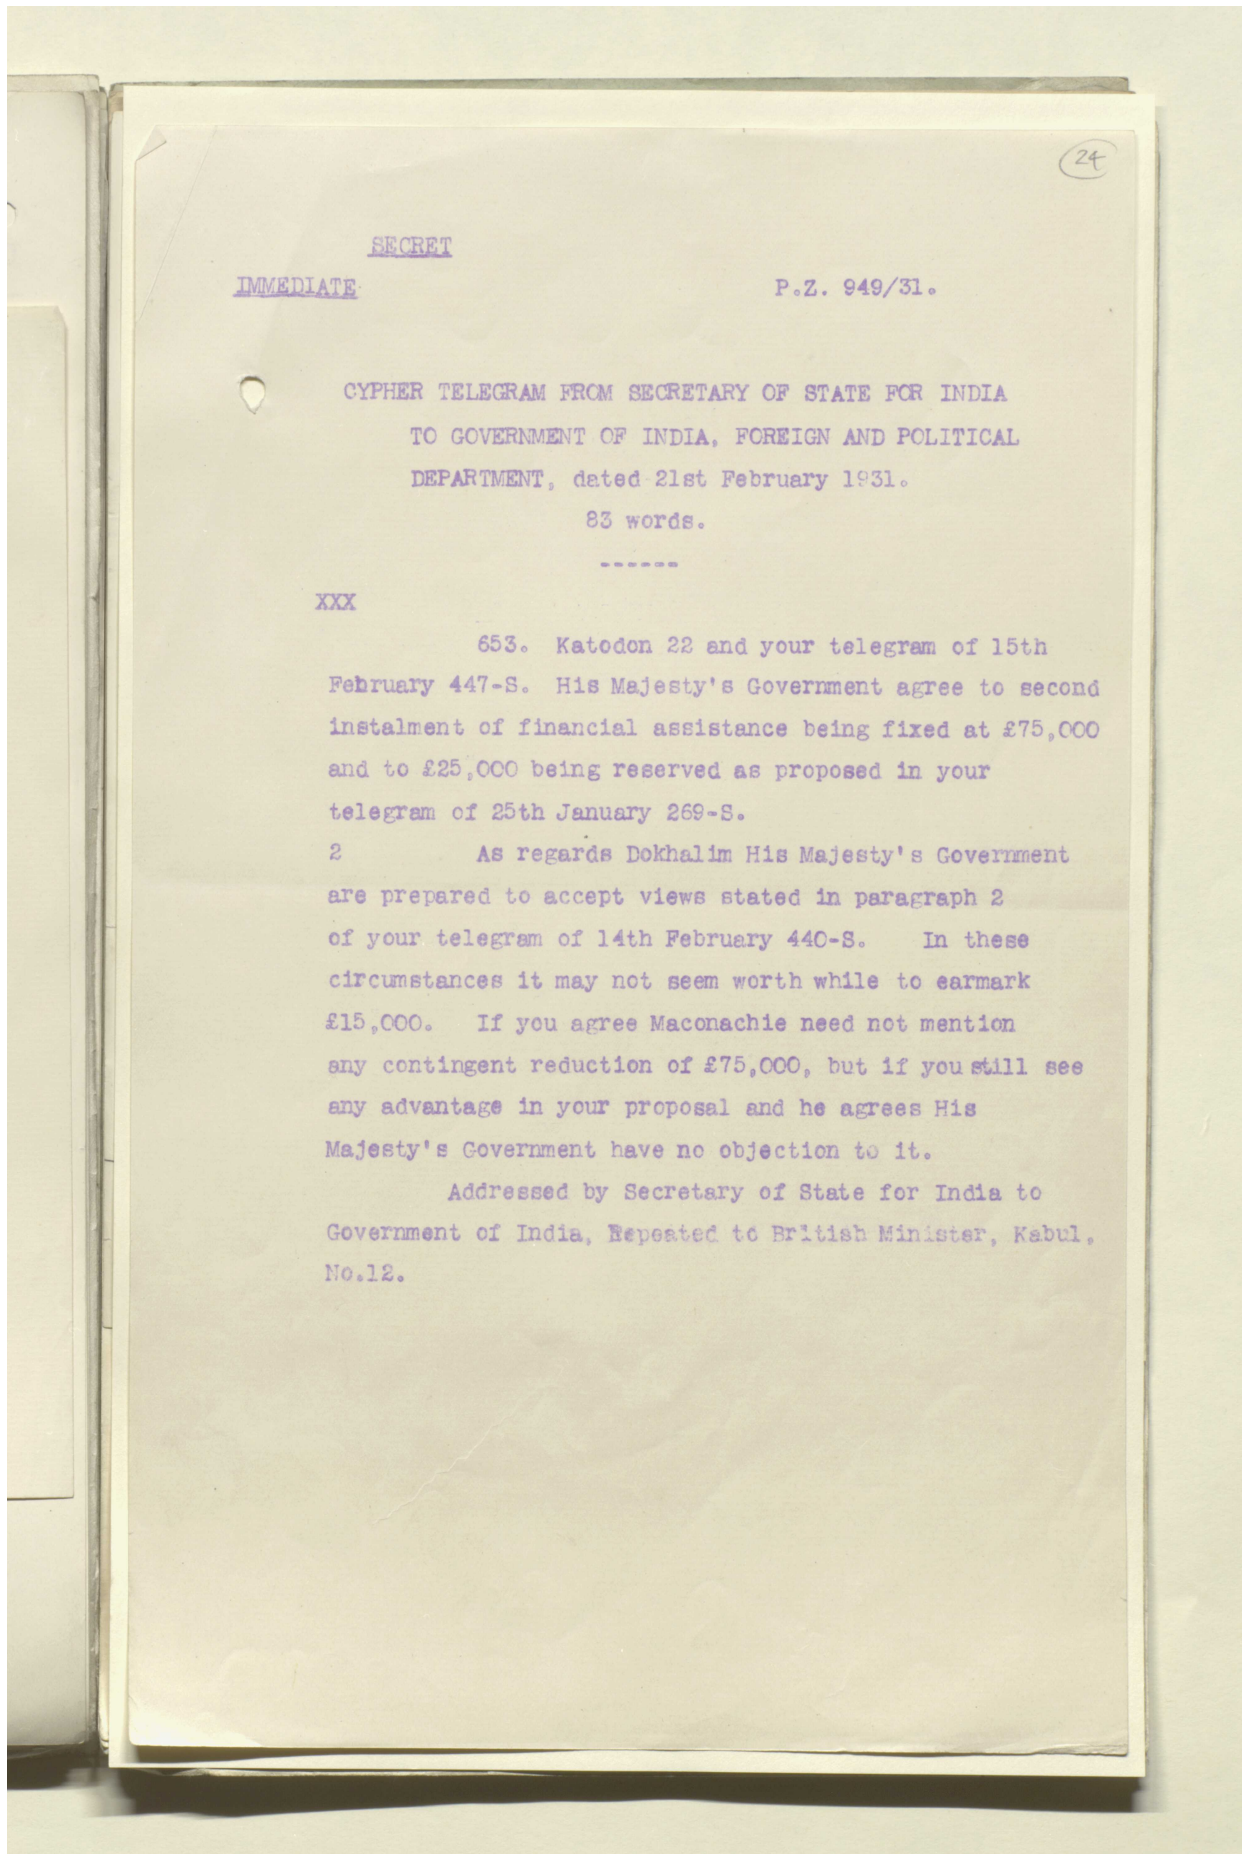 24
SECRET
IMMEDIATE P.Z. 949/31.
CYPHER TELEGRAM FROM SECRETARY OF STATE FOR INDIA
TO GOVERNMENT OF INDIA, FOREIGN AND POLITICAL
DEPARTMENT, dated 21st February 1931.
83 words.
------
XXX
653. Katodon 22 and your telegram of 15th
February 447-S. His Majesty's Government agree to second
instalment of financial assistance being fixed at £75,000
and to £25,000 being reserved as proposed in your
telegram of 25th January 269-S.
2 As regards Dokhalim His Majesty's Government
are prepared to accept views stated in paragraph 2
of your telegram of 14th February 440-S. In these
circumstances it may not seem worth while to earmark
£15,000. If you agree Maconachie need not mention
any contingent reduction of £75,000, but if you still see
any advantage in your proposal and he agrees His
Majesty's Government have no objection to it.
Addressed by Secretary of State for India to
Government of India, Repeated to British Minister, Kabul,
No.12.